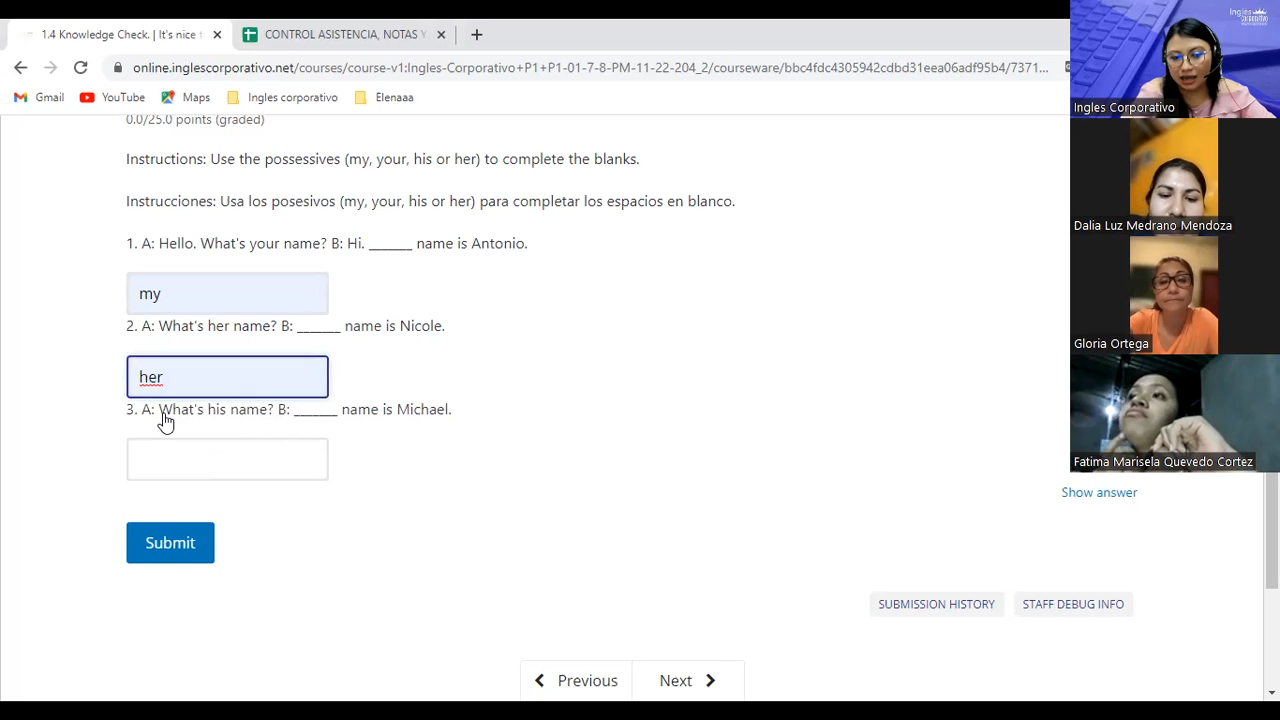 1.4 Knowledge Check. | It's nice t
CONTROL ASISTENCIA, NOTAS Y
online.inglescorporativo.net/courses/course-v1:Ingles-Corporativo+P1+P1-01-7-8-PM-11-22-204_2/courseware/bbc4fdc4305942cdbd31eea06adf95b4/7371...
Gmail
YouTube
Maps
Ingles corporativo
Elenaaa
0.0/25.0 points (graded)
Instructions: Use the possessives (my, your, his or her) to complete the blanks.
Instrucciones: Usa los posesivos (my, your, his or her) para completar los espacios en blanco.
1. A: Hello. What's your name? B: Hi. _______ name is Antonio.
my
2. A: What's her name? B: _______ name is Nicole.
her
3. A: What's his name? B: _______ name is Michael.
Show answer
Submit
SUBMISSION HISTORY
STAFF DEBUG INFO
Previous
Next
Ingles
Ingles Corporativo
Dalia Luz Medrano Mendoza
Gloria Ortega
Fatima Marisela Quevedo Cortez